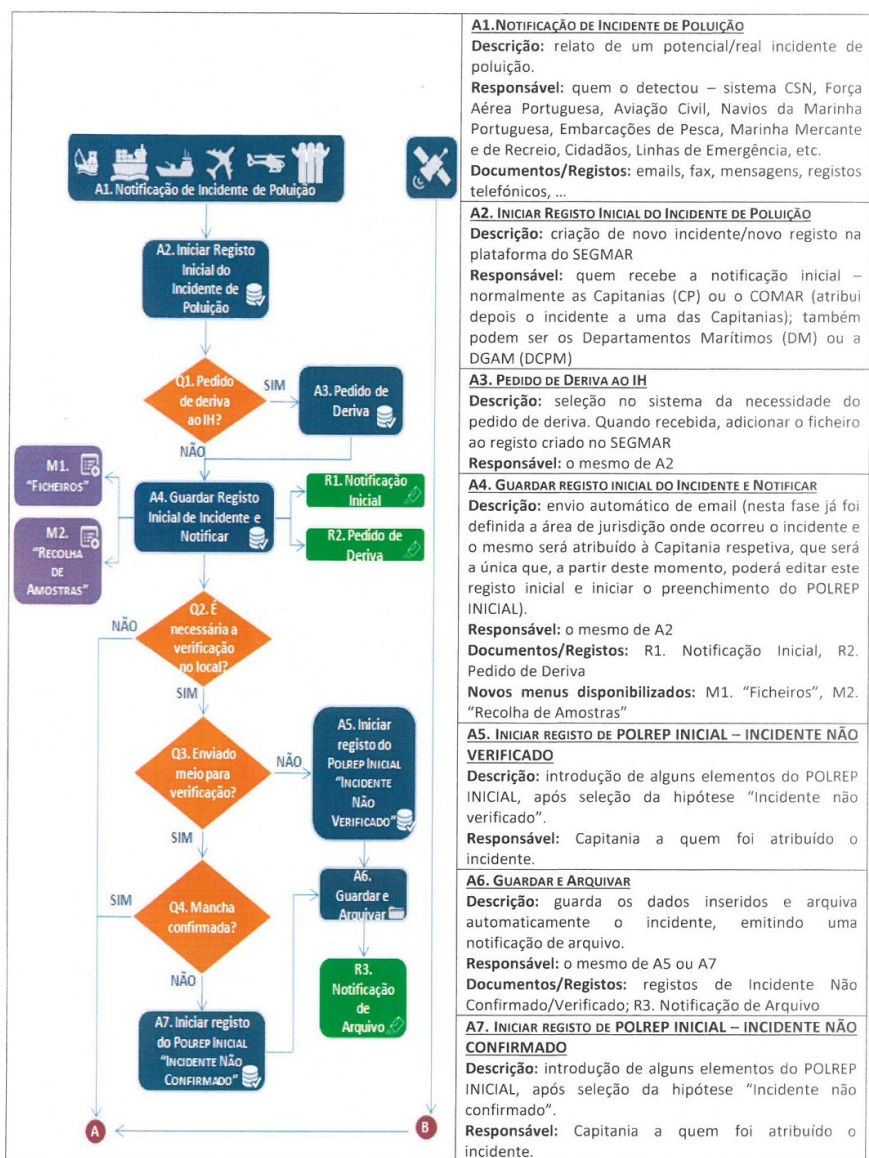 A1. Notificação de Incidente de Poluição
A2. Iniciar Registo
Inicial do
Incidente de
Poluição
Q1. Pedido
de deriva
ao IH?
SIM
A3. Pedido de
Deriva
NÃO
M1.
"FICHEIROS"
M2.
"RECOLHA
DE
AMOSTRAS"
A4. Guardar Registo
Inicial de Incidente e
Notificar
R1. Notificação
Inicial
R2. Pedido de
Deriva
Q2. É
necessária a
verificação
no local?
NÃO
SIM
Q3. Enviado
meio para
verificação?
NÃO
A5. Iniciar
registo do
POLREP INICIAL
"INCIDENTE
NÃO
VERIFICADO"
SIM
Q4. Mancha
confirmada?
SIM
A6.
Guardar e
Arquivar
NÃO
R3.
Notificação
de
Arquivo
A7. Iniciar registo
do POLREP INICIAL
"INCIDENTE NÃO
CONFIRMADO"
A
B
A1.NOTIFICAÇÃO DE INCIDENTE DE POLUIÇÃO
Descrição: relato de um potencial/real incidente de
poluição.
Responsável: quem o detectou – sistema CSN, Força
Aérea Portuguesa, Aviação Civil, Navios da Marinha
Portuguesa, Embarcações de Pesca, Marinha Mercante
e de Recreio, Cidadãos, Linhas de Emergência, etc.
Documentos/Registos: emails, fax, mensagens, registos
telefónicos, ...
A2. INICIAR REGISTO INICIAL DO INCIDENTE DE POLUIÇÃO
Descrição: criação de novo incidente/novo registo na
plataforma do SEGMAR
Responsável: quem recebe a notificação inicial –
normalmente as Capitanias (CP) ou o COMAR (atribui
depois o incidente a uma das Capitanias); também
podem ser os Departamentos Marítimos (DM) ou a
DGAM (DCPM)
A3. PEDIDO DE DERIVA AO IH
Descrição: seleção no sistema da necessidade do
pedido de deriva. Quando recebida, adicionar o ficheiro
ao registo criado no SEGMAR
Responsável: o mesmo de A2
A4. GUARDAR REGISTO INICIAL DO INCIDENTE E NOTIFICAR
Descrição: envio automático de email (nesta fase já foi
definida a área de jurisdição onde ocorreu o incidente e
o mesmo será atribuído à Capitania respetiva, que será
a única que, a partir deste momento, poderá editar este
registo inicial e iniciar o preenchimento do POLREP
INICIAL).
Responsável: o mesmo de A2
Documentos/Registos: R1. Notificação Inicial, R2.
Pedido de Deriva
Novos menus disponibilizados: M1. "Ficheiros", M2.
"Recolha de Amostras"
A5. INICIAR REGISTO DE POLREP INICIAL – INCIDENTE NÃO
VERIFICADO
Descrição: introdução de alguns elementos do POLREP
INICIAL, após seleção da hipótese "Incidente não
verificado".
Responsável: Capitania a quem foi atribuído o
incidente.
A6. GUARDAR E ARQUIVAR
Descrição: guarda os dados inseridos e arquiva
automaticamente o incidente, emitindo uma
notificação de arquivo.
Responsável: o mesmo de A5 ou A7
Documentos/Registos: registos de Incidente Não
Confirmado/Verificado; R3. Notificação de Arquivo
A7. INICIAR REGISTO DE POLREP INICIAL – INCIDENTE NÃO
CONFIRMADO
Descrição: introdução de alguns elementos do POLREP
INICIAL, após seleção da hipótese "Incidente não
confirmado".
Responsável: Capitania a quem foi atribuído o
incidente.